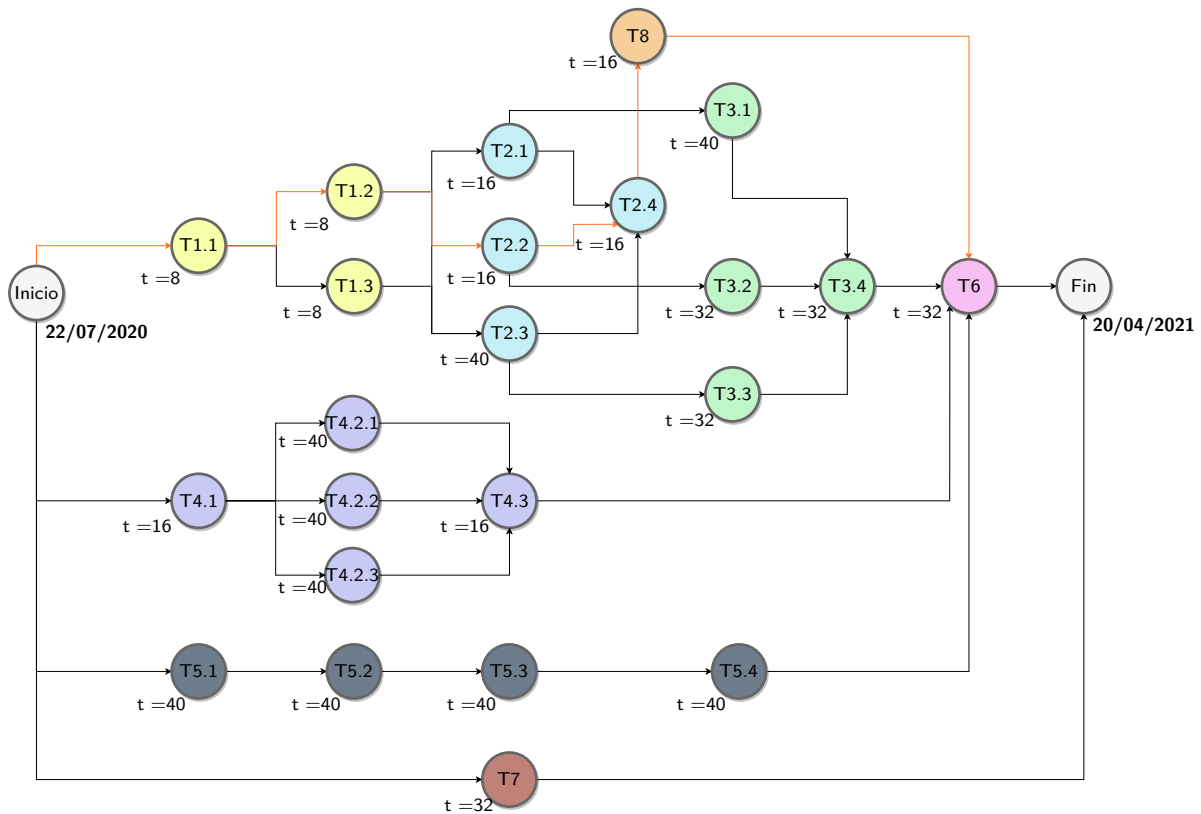 T8
t =16
T3.1
t =40
T2.1
t =16
T1.2
t =8
T2.4
t =16
T1.1
t =8
T2.2
t =16
T1.3
t =8
T3.2
t =32
T3.4
t =32
T6
t =32
Fin
20/04/2021
Inicio
22/07/2020
T2.3
t =40
T3.3
t =32
T4.2.1
t =40
T4.1
t =16
T4.2.2
t =40
T4.3
t =16
T4.2.3
t =40
T5.1
t =40
T5.2
t =40
T5.3
t =40
T5.4
t =40
T7
t =32